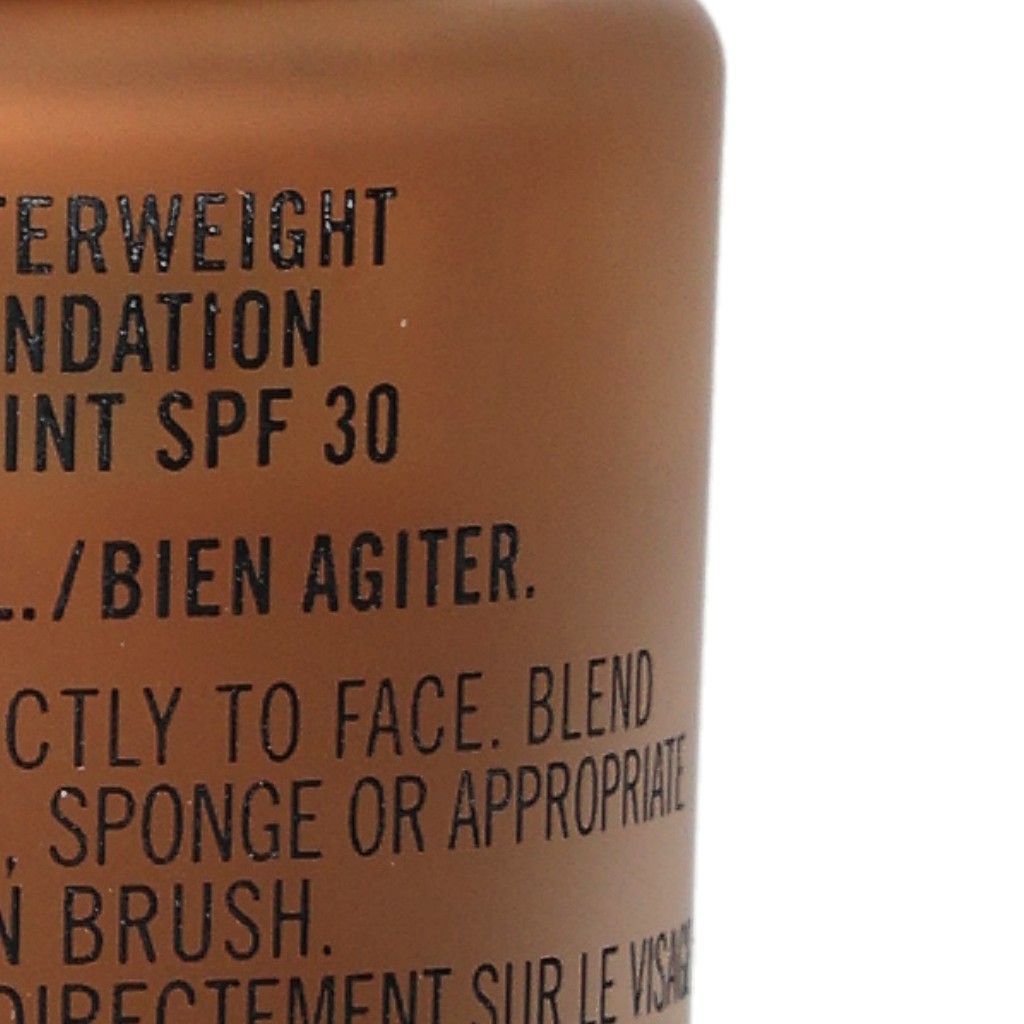 TERWEIGHT
NDATION
INT SPF 30
L./BIEN AGITER.
CTLY TO FACE. BLEND
, SPONGE OR APPROPRIATE
N BRUSH.
DIRECTEMENT SUR LE VISAGE